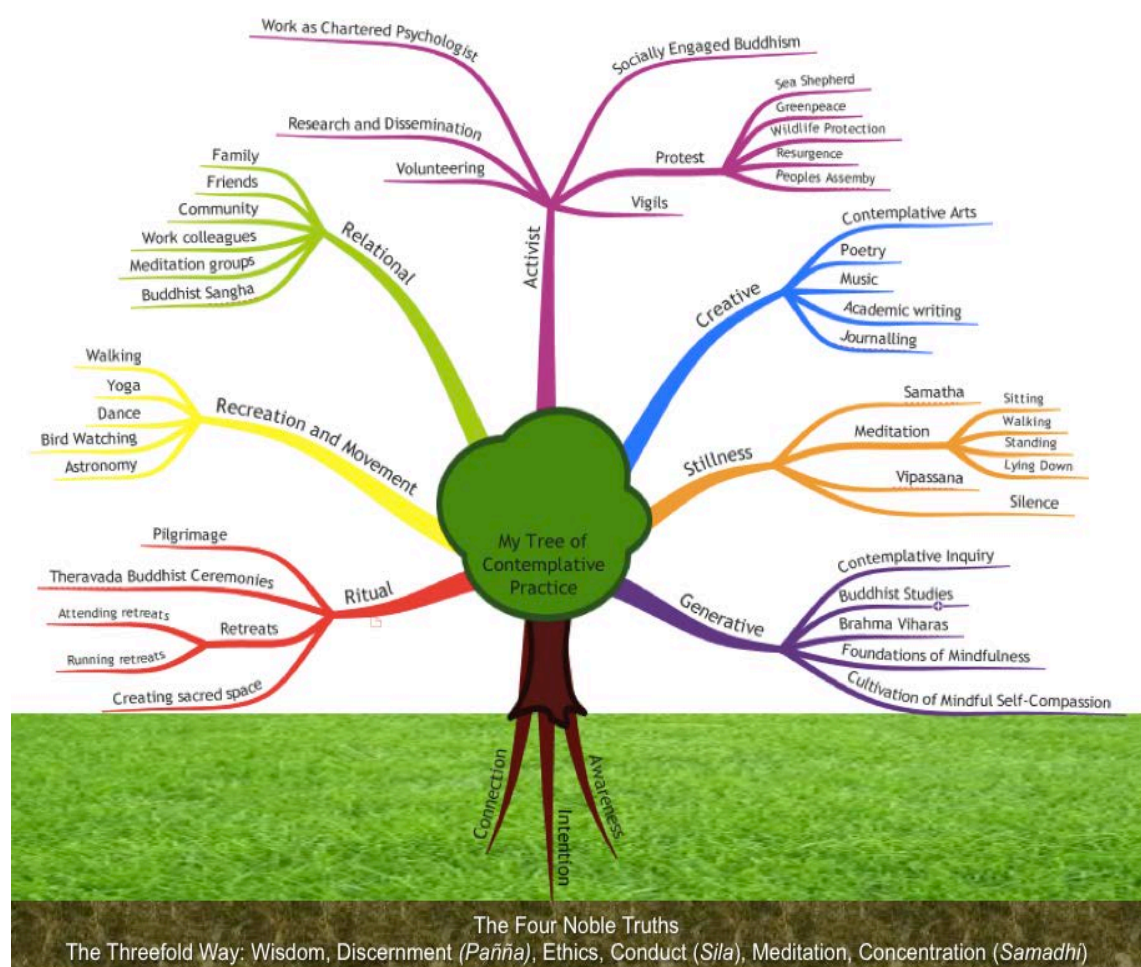 Work as Chartered Psychologist
Research and Dissemination
Volunteering
Activist
Socially Engaged Buddhism
Protest
Sea Shepherd
Greenpeace
Wildlife Protection
Resurgence
Peoples Assemby
Vigils
Family
Friends
Community
Work colleagues
Meditation groups
Buddhist Sangha
Relational
Creative
Contemplative Arts
Poetry
Music
Academic writing
Journalling
Walking
Yoga
Dance
Bird Watching
Astronomy
Recreation and Movement
Stillness
Samatha
Meditation
Sitting
Walking
Standing
Lying Down
Vipassana
Silence
My Tree of
Contemplative
Practice
Pilgrimage
Theravada Buddhist Ceremonies
Attending retreats
Retreats
Running retreats
Creating sacred space
Ritual
Generative
Contemplative Inquiry
Buddhist Studies
Brahma Viharas
Foundations of Mindfulness
Cultivation of Mindful Self-Compassion
Connection
Intention
Awareness
The Four Noble Truths
The Threefold Way: Wisdom, Discernment (Pañña), Ethics, Conduct (Sila), Meditation, Concentration (Samadhi)